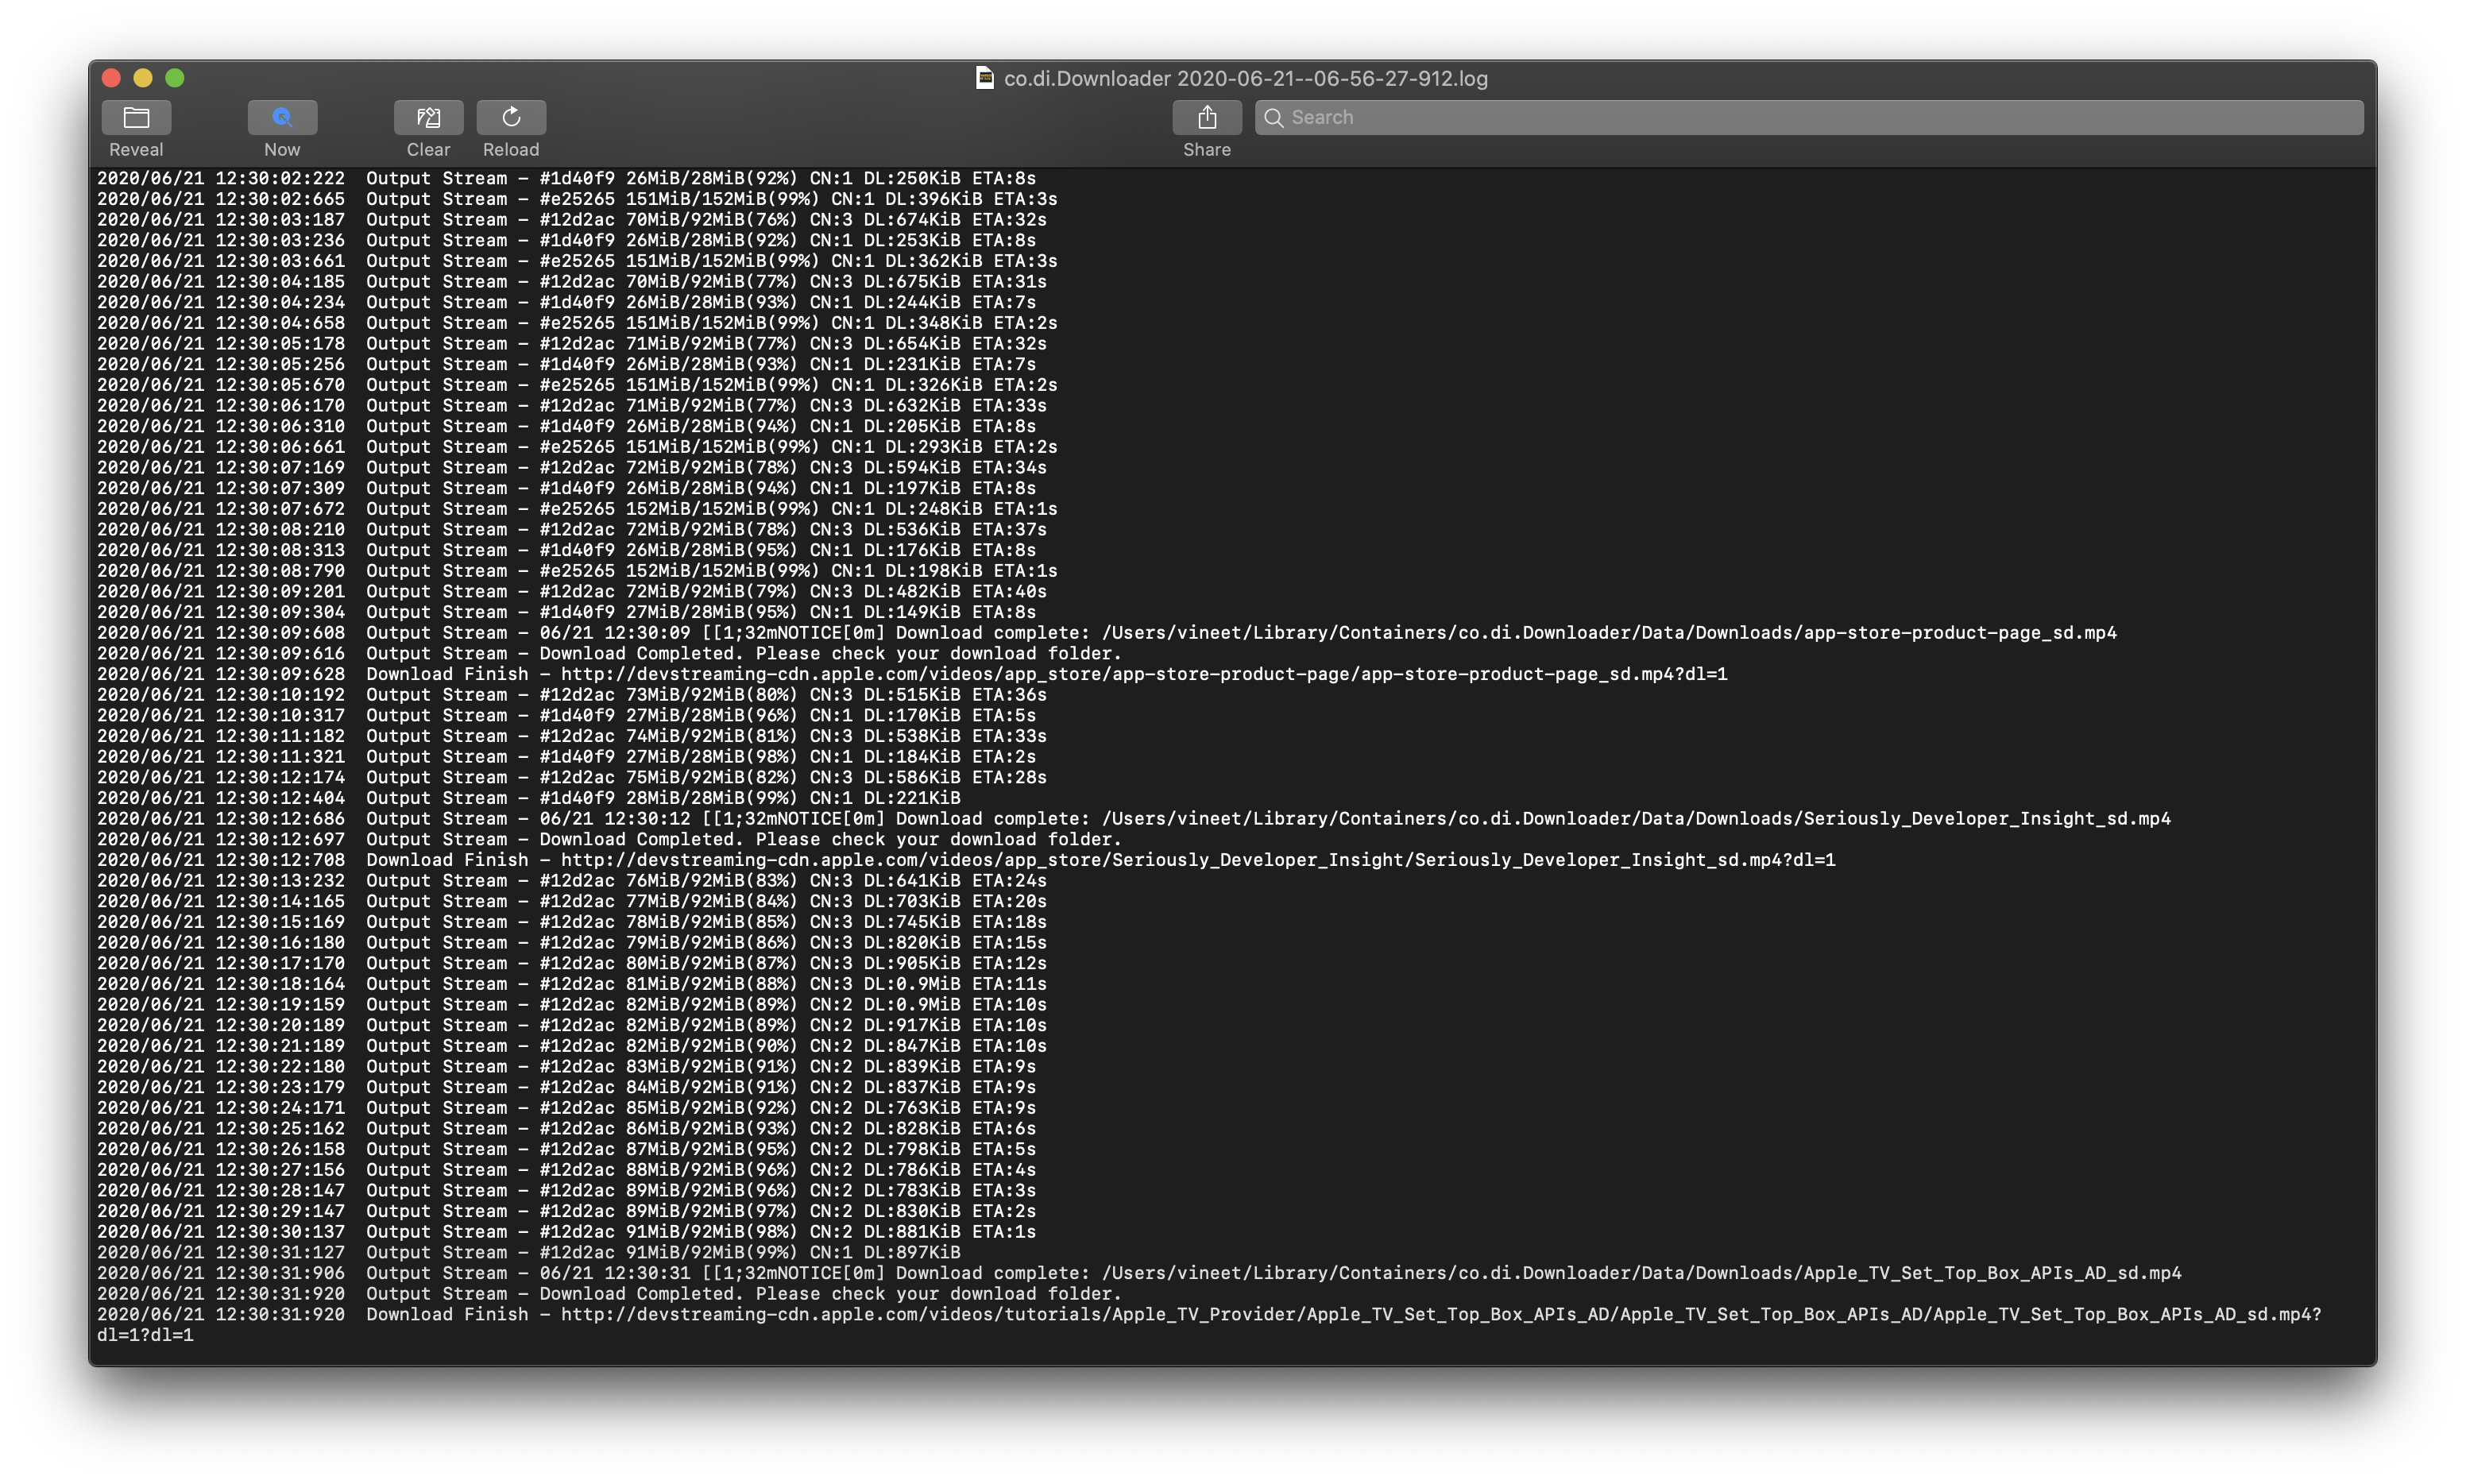 co.di.Downloader 2020-06-21--06-56-27-912.log
Reveal
Now
Clear
Reload
Share
Search
2020/06/21 12:30:02:222  Output Stream - #1d40f9 26MiB/28MiB(92%) CN:1 DL:250KiB ETA:8s
2020/06/21 12:30:02:665  Output Stream - #e25265 151MiB/152MiB(99%) CN:1 DL:396KiB ETA:3s
2020/06/21 12:30:03:187  Output Stream - #12d2ac 70MiB/92MiB(76%) CN:3 DL:674KiB ETA:32s
2020/06/21 12:30:03:236  Output Stream - #1d40f9 26MiB/28MiB(92%) CN:1 DL:253KiB ETA:8s
2020/06/21 12:30:03:661  Output Stream - #e25265 151MiB/152MiB(99%) CN:1 DL:362KiB ETA:3s
2020/06/21 12:30:04:185  Output Stream - #12d2ac 70MiB/92MiB(77%) CN:3 DL:675KiB ETA:31s
2020/06/21 12:30:04:234  Output Stream - #1d40f9 26MiB/28MiB(93%) CN:1 DL:244KiB ETA:7s
2020/06/21 12:30:04:658  Output Stream - #e25265 151MiB/152MiB(99%) CN:1 DL:348KiB ETA:2s
2020/06/21 12:30:05:178  Output Stream - #12d2ac 71MiB/92MiB(77%) CN:3 DL:654KiB ETA:32s
2020/06/21 12:30:05:256  Output Stream - #1d40f9 26MiB/28MiB(93%) CN:1 DL:231KiB ETA:7s
2020/06/21 12:30:05:670  Output Stream - #e25265 151MiB/152MiB(99%) CN:1 DL:326KiB ETA:2s
2020/06/21 12:30:06:170  Output Stream - #12d2ac 71MiB/92MiB(77%) CN:3 DL:632KiB ETA:33s
2020/06/21 12:30:06:310  Output Stream - #1d40f9 26MiB/28MiB(94%) CN:1 DL:205KiB ETA:8s
2020/06/21 12:30:06:661  Output Stream - #e25265 151MiB/152MiB(99%) CN:1 DL:293KiB ETA:2s
2020/06/21 12:30:07:169  Output Stream - #12d2ac 72MiB/92MiB(78%) CN:3 DL:594KiB ETA:34s
2020/06/21 12:30:07:309  Output Stream - #1d40f9 26MiB/28MiB(94%) CN:1 DL:197KiB ETA:8s
2020/06/21 12:30:07:672  Output Stream - #e25265 152MiB/152MiB(99%) CN:1 DL:248KiB ETA:1s
2020/06/21 12:30:08:210  Output Stream - #12d2ac 72MiB/92MiB(78%) CN:3 DL:536KiB ETA:37s
2020/06/21 12:30:08:313  Output Stream - #1d40f9 26MiB/28MiB(95%) CN:1 DL:176KiB ETA:8s
2020/06/21 12:30:08:790  Output Stream - #e25265 152MiB/152MiB(99%) CN:1 DL:198KiB ETA:1s
2020/06/21 12:30:09:201  Output Stream - #12d2ac 72MiB/92MiB(79%) CN:3 DL:482KiB ETA:40s
2020/06/21 12:30:09:304  Output Stream - #1d40f9 27MiB/28MiB(95%) CN:1 DL:149KiB ETA:8s
2020/06/21 12:30:09:608  Output Stream - 06/21 12:30:09 [[1;32mNOTICE[0m] Download complete: /Users/vineet/Library/Containers/co.di.Downloader/Data/Downloads/app-store-product-page_sd.mp4
2020/06/21 12:30:09:616  Output Stream - Download Completed. Please check your download folder.
2020/06/21 12:30:09:628  Download Finish - http://devstreaming-cdn.apple.com/videos/app_store/app-store-product-page/app-store-product-page_sd.mp4?dl=1
2020/06/21 12:30:10:192  Output Stream - #12d2ac 73MiB/92MiB(80%) CN:3 DL:515KiB ETA:36s
2020/06/21 12:30:10:317  Output Stream - #1d40f9 27MiB/28MiB(96%) CN:1 DL:170KiB ETA:5s
2020/06/21 12:30:11:182  Output Stream - #12d2ac 74MiB/92MiB(81%) CN:3 DL:538KiB ETA:33s
2020/06/21 12:30:11:321  Output Stream - #1d40f9 27MiB/28MiB(98%) CN:1 DL:184KiB ETA:2s
2020/06/21 12:30:12:174  Output Stream - #12d2ac 75MiB/92MiB(82%) CN:3 DL:586KiB ETA:28s
2020/06/21 12:30:12:404  Output Stream - #1d40f9 28MiB/28MiB(99%) CN:1 DL:221KiB
2020/06/21 12:30:12:686  Output Stream - 06/21 12:30:12 [[1;32mNOTICE[0m] Download complete: /Users/vineet/Library/Containers/co.di.Downloader/Data/Downloads/Seriously_Developer_Insight_sd.mp4
2020/06/21 12:30:12:697  Output Stream - Download Completed. Please check your download folder.
2020/06/21 12:30:12:708  Download Finish - http://devstreaming-cdn.apple.com/videos/app_store/Seriously_Developer_Insight/Seriously_Developer_Insight_sd.mp4?dl=1
2020/06/21 12:30:13:232  Output Stream - #12d2ac 76MiB/92MiB(83%) CN:3 DL:641KiB ETA:24s
2020/06/21 12:30:14:165  Output Stream - #12d2ac 77MiB/92MiB(84%) CN:3 DL:703KiB ETA:20s
2020/06/21 12:30:15:169  Output Stream - #12d2ac 78MiB/92MiB(85%) CN:3 DL:745KiB ETA:18s
2020/06/21 12:30:16:180  Output Stream - #12d2ac 79MiB/92MiB(86%) CN:3 DL:820KiB ETA:15s
2020/06/21 12:30:17:170  Output Stream - #12d2ac 80MiB/92MiB(87%) CN:3 DL:905KiB ETA:12s
2020/06/21 12:30:18:164  Output Stream - #12d2ac 81MiB/92MiB(88%) CN:3 DL:0.9MiB ETA:11s
2020/06/21 12:30:19:159  Output Stream - #12d2ac 82MiB/92MiB(89%) CN:2 DL:0.9MiB ETA:10s
2020/06/21 12:30:20:189  Output Stream - #12d2ac 82MiB/92MiB(89%) CN:2 DL:917KiB ETA:10s
2020/06/21 12:30:21:189  Output Stream - #12d2ac 82MiB/92MiB(90%) CN:2 DL:847KiB ETA:10s
2020/06/21 12:30:22:180  Output Stream - #12d2ac 83MiB/92MiB(91%) CN:2 DL:839KiB ETA:9s
2020/06/21 12:30:23:179  Output Stream - #12d2ac 84MiB/92MiB(91%) CN:2 DL:837KiB ETA:9s
2020/06/21 12:30:24:171  Output Stream - #12d2ac 85MiB/92MiB(92%) CN:2 DL:763KiB ETA:9s
2020/06/21 12:30:25:162  Output Stream - #12d2ac 86MiB/92MiB(93%) CN:2 DL:828KiB ETA:6s
2020/06/21 12:30:26:158  Output Stream - #12d2ac 87MiB/92MiB(95%) CN:2 DL:798KiB ETA:5s
2020/06/21 12:30:27:156  Output Stream - #12d2ac 88MiB/92MiB(96%) CN:2 DL:786KiB ETA:4s
2020/06/21 12:30:28:147  Output Stream - #12d2ac 89MiB/92MiB(96%) CN:2 DL:783KiB ETA:3s
2020/06/21 12:30:29:147  Output Stream - #12d2ac 89MiB/92MiB(97%) CN:2 DL:830KiB ETA:2s
2020/06/21 12:30:30:137  Output Stream - #12d2ac 91MiB/92MiB(98%) CN:2 DL:881KiB ETA:1s
2020/06/21 12:30:31:127  Output Stream - #12d2ac 91MiB/92MiB(99%) CN:1 DL:897KiB
2020/06/21 12:30:31:906  Output Stream - 06/21 12:30:31 [[1;32mNOTICE[0m] Download complete: /Users/vineet/Library/Containers/co.di.Downloader/Data/Downloads/Apple_TV_Set_Top_Box_APIs_AD_sd.mp4
2020/06/21 12:30:31:920  Output Stream - Download Completed. Please check your download folder.
2020/06/21 12:30:31:920  Download Finish - http://devstreaming-cdn.apple.com/videos/tutorials/Apple_TV_Provider/Apple_TV_Set_Top_Box_APIs_AD/Apple_TV_Set_Top_Box_APIs_AD/Apple_TV_Set_Top_Box_APIs_AD_sd.mp4?
dl=1?dl=1